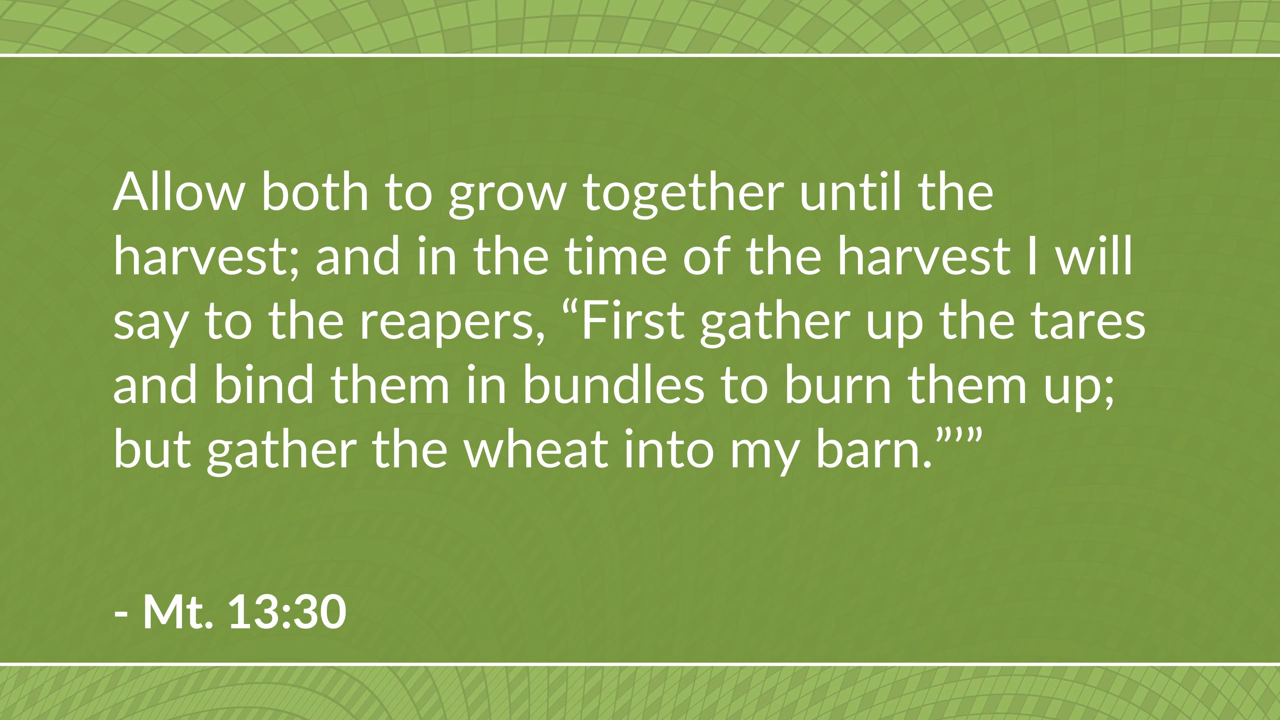 Allow both to grow together until the
harvest; and in the time of the harvest I will
say to the reapers, “First gather up the tares
and bind them in bundles to burn them up;
but gather the wheat into my barn.”’”
- Mt. 13:30